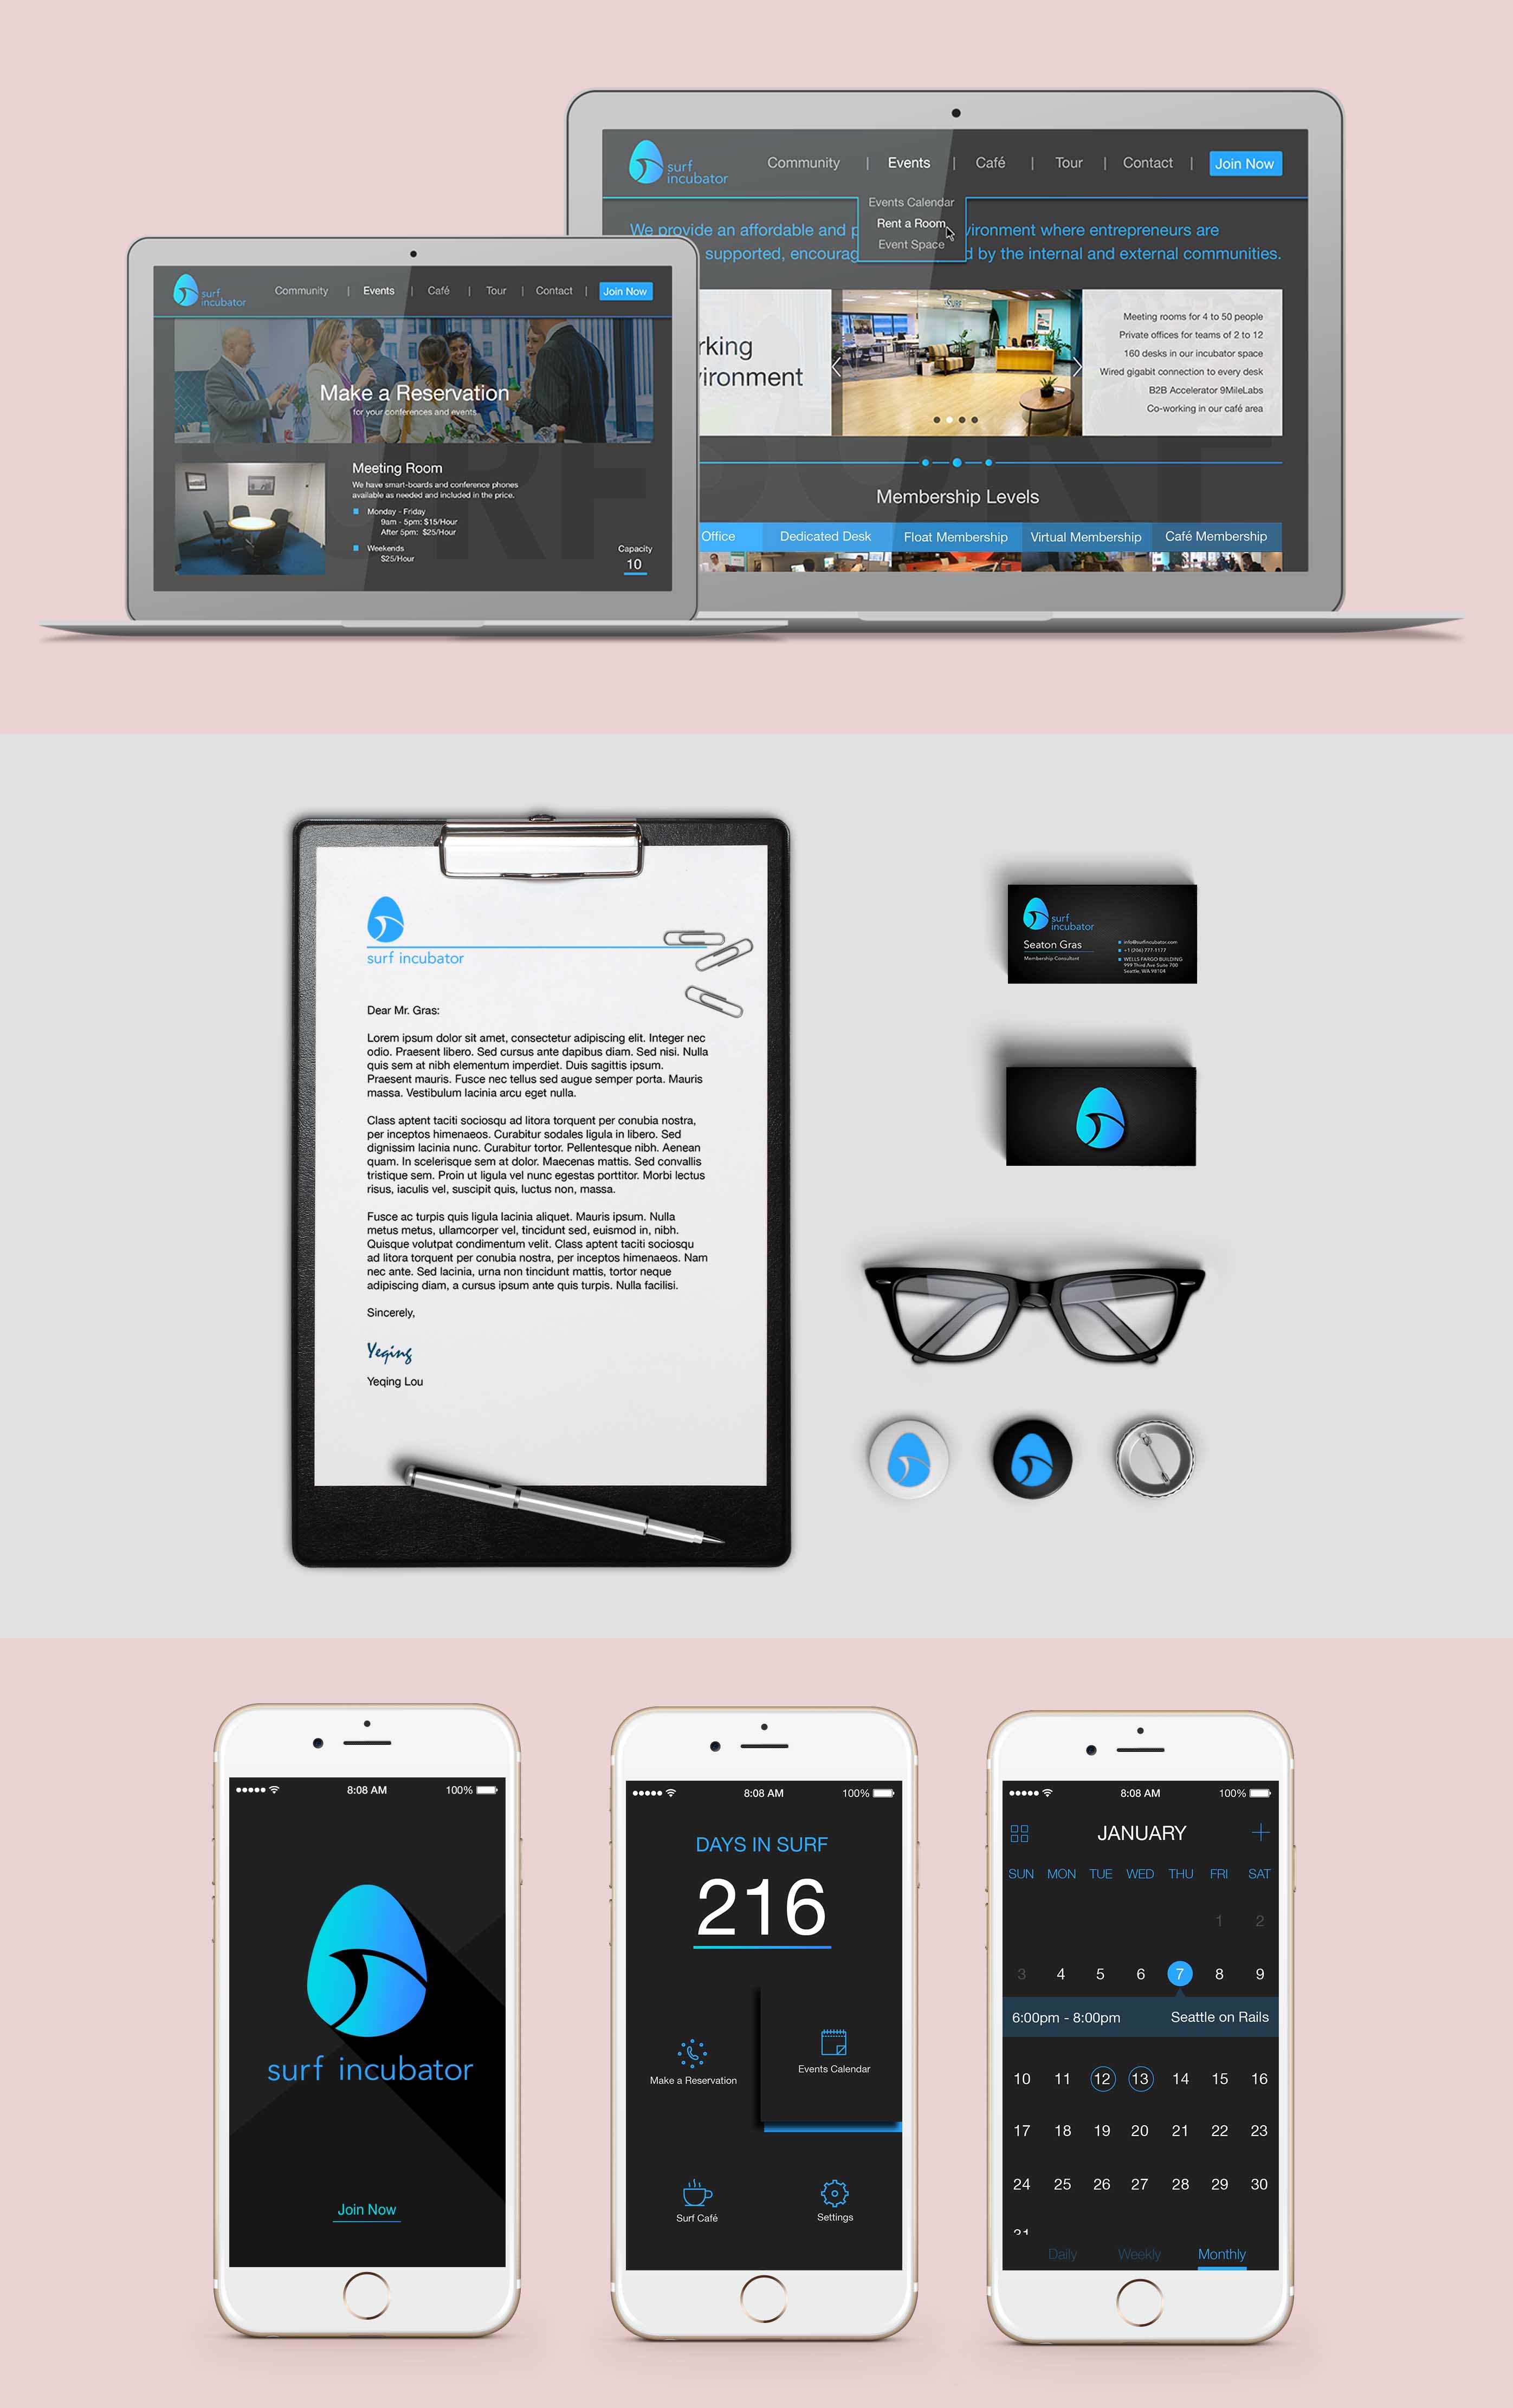 surf
incubator
Community | Events | Café | Tour | Contact | Join Now
Events Calendar
Rent a Room
Event Space
We provide an affordable and p vironment where entrepreneurs are
supported, encourag d by the internal and external communities.
rking
ironment
SURF
Meeting rooms for 4 to 50 people
Private offices for teams of 2 to 12
160 desks in our incubator space
Wired gigabit connection to every desk
B2B Accelerator 9MileLabs
Co-working in our café area
Membership Levels
Office Dedicated Desk Float Membership Virtual Membership Café Membership
surf
incubator
Community | Events | Café | Tour | Contact | Join Now
Make a Reservation
for your conferences and events
Meeting Room
We have smart-boards and conference phones
available as needed and included in the price.
Monday - Friday
9am - 5pm: $15/Hour
After 5pm: $25/Hour
Weekends
$25/Hour
Capacity
10
surf incubator
Dear Mr. Gras:
Lorem ipsum dolor sit amet, consectetur adipiscing elit. Integer nec
odio. Praesent libero. Sed cursus ante dapibus diam. Sed nisi. Nulla
quis sem at nibh elementum imperdiet. Duis sagittis ipsum.
Praesent mauris. Fusce nec tellus sed augue semper porta. Mauris
massa. Vestibulum lacinia arcu eget nulla.
Class aptent taciti sociosqu ad litora torquent per conubia nostra,
per inceptos himenaeos. Curabitur sodales ligula in libero. Sed
dignissim lacinia nunc. Curabitur tortor. Pellentesque nibh. Aenean
quam. In scelerisque sem at dolor. Maecenas mattis. Sed convallis
tristique sem. Proin ut ligula vel nunc egestas porttitor. Morbi lectus
risus, iaculis vel, suscipit quis, luctus non, massa.
Fusce ac turpis quis ligula lacinia aliquet. Mauris ipsum. Nulla
metus metus, ullamcorper vel, tincidunt sed, euismod in, nibh.
Quisque volutpat condimentum velit. Class aptent taciti sociosqu
ad litora torquent per conubia nostra, per inceptos himenaeos. Nam
nec ante. Sed lacinia, urna non tincidunt mattis, tortor neque
adipiscing diam, a cursus ipsum ante quis turpis. Nulla facilisi.
Sincerely,
Yeqing
Yeqing Lou
surf
incubator
Seaton Gras
Membership Consultant
info@surfincubator.com
+1 (206) 777-1177
WELLS FARGO BUILDING
999 Third Ave Suite 700
Seattle, WA 98104
8:08 AM 100%
surf incubator
Join Now
8:08 AM 100%
DAYS IN SURF
216
Make a Reservation
Events Calendar
Surf Café
Settings
8:08 AM 100%
JANUARY
SUN MON TUE WED THU FRI SAT
1 2
3 4 5 6 7 8 9
6:00pm - 8:00pm Seattle on Rails
10 11 12 13 14 15 16
17 18 19 20 21 22 23
24 25 26 27 28 29 30
31
Daily Weekly Monthly